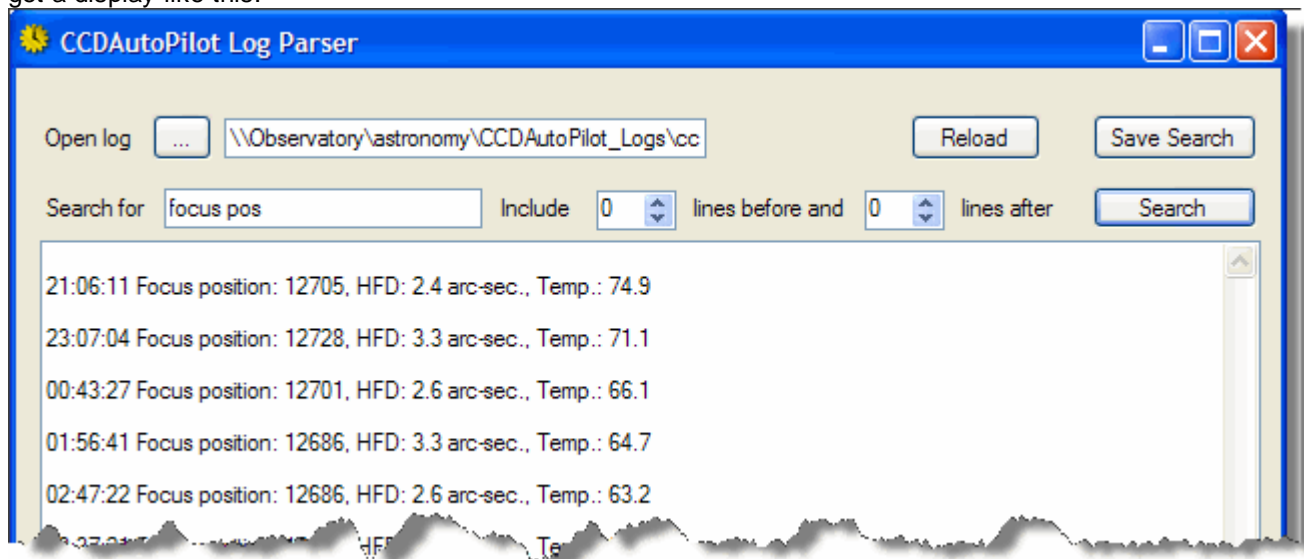 get a display like this:
CCDAutoPilot Log Parser
Open log ... \\Observatory\astronomy\CCDAutoPilot_Logs\cc Reload Save Search
Search for focus pos Include 0 lines before and 0 lines after Search
21:06:11 Focus position: 12705, HFD: 2.4 arc-sec., Temp.: 74.9
23:07:04 Focus position: 12728, HFD: 3.3 arc-sec., Temp.: 71.1
00:43:27 Focus position: 12701, HFD: 2.6 arc-sec., Temp.: 66.1
01:56:41 Focus position: 12686, HFD: 3.3 arc-sec., Temp.: 64.7
02:47:22 Focus position: 12686, HFD: 2.6 arc-sec., Temp.: 63.2